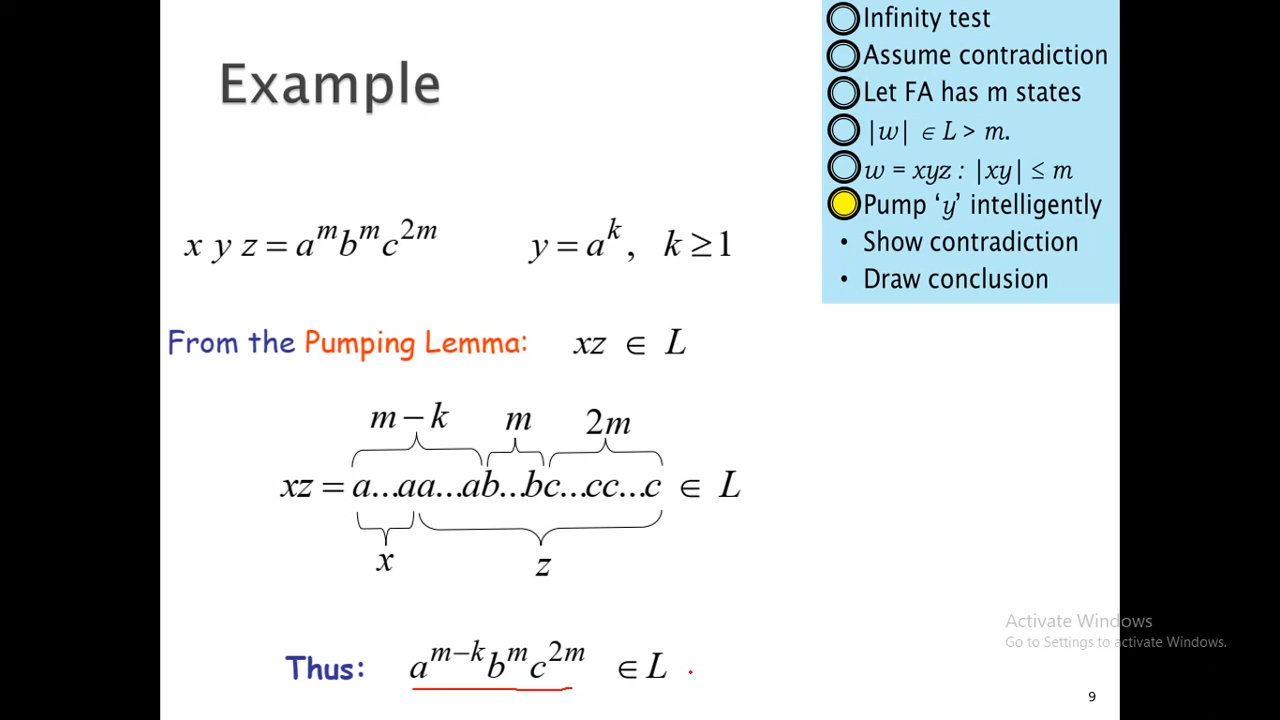 Example
Infinity test
Assume contradiction
Let FA has m states
|w| ∈ L > m.
w = xyz : |xy| ≤ m
Pump ‘y’ intelligently
• Show contradiction
• Draw conclusion
x y z = a^m b^m c^{2m}    y = a^k ,  k ≥ 1
From the Pumping Lemma:  xz ∈ L
m − k  m  2m
xz = a...aa...ab...bc...cc...c ∈ L
x  z
Thus:  a^{m−k} b^m c^{2m} ∈ L
Activate Windows
Go to Settings to activate Windows.
9